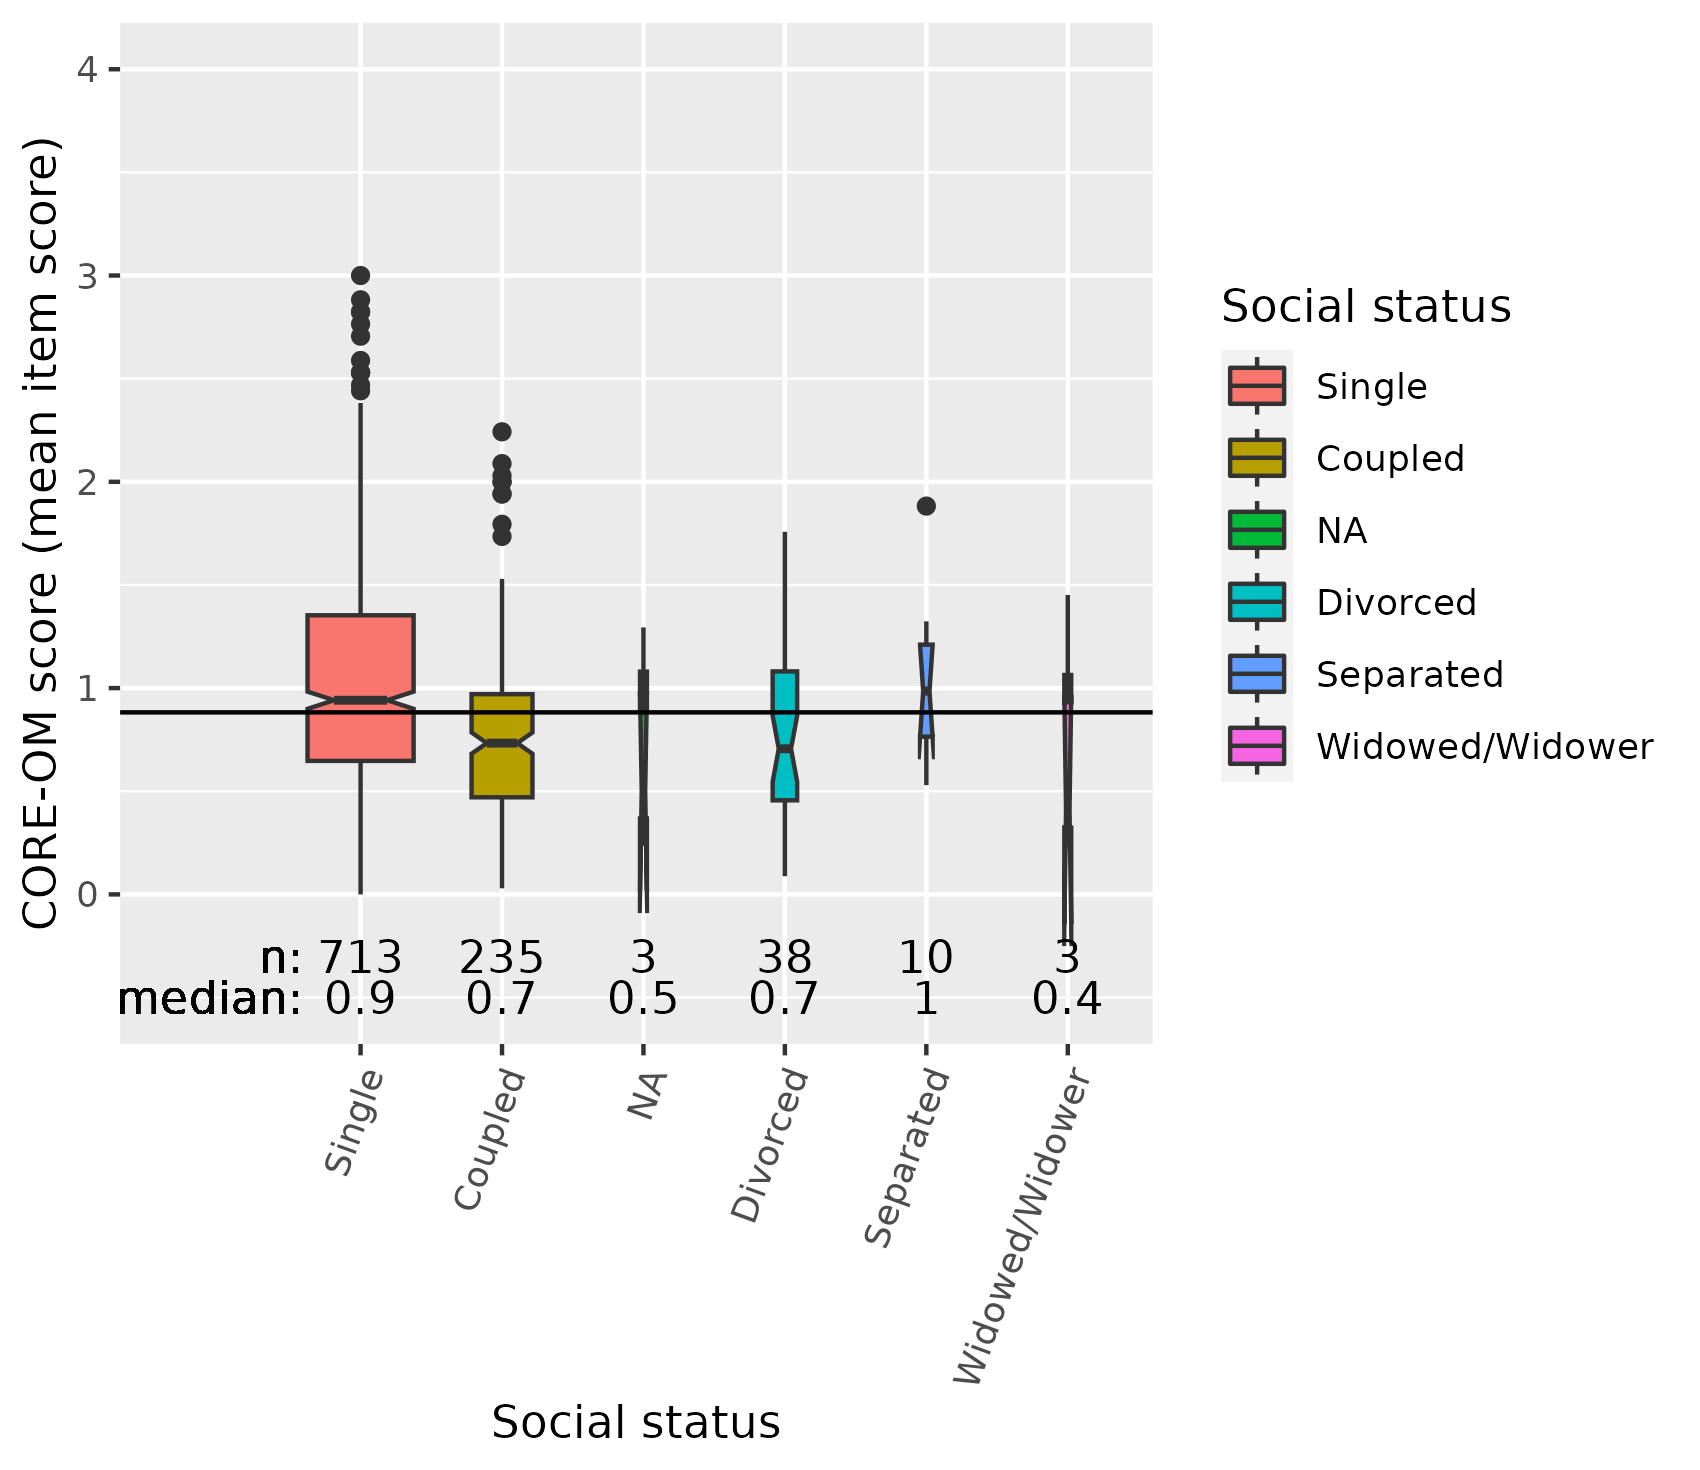 CORE-OM score (mean item score)
4
3
2
1
0
n: 713 235 3 38 10 3
median: 0.9 0.7 0.5 0.7 1 0.4
Single
Coupled
NA
Divorced
Separated
Widowed/Widower
Social status
Social status
Single
Coupled
NA
Divorced
Separated
Widowed/Widower